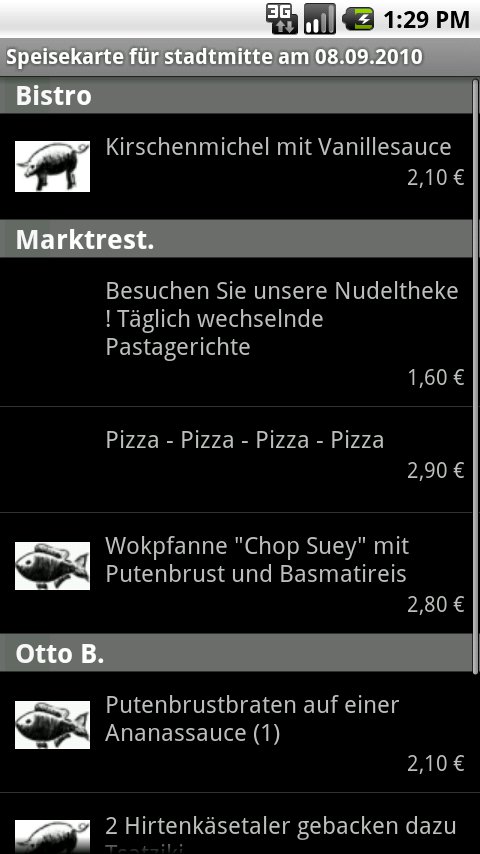 3G 1:29 PM
Speisekarte für stadtmitte am 08.09.2010
Bistro
Kirschenmichel mit Vanillesauce
2,10 €
Marktrest.
Besuchen Sie unsere Nudeltheke
! Täglich wechselnde
Pastagerichte
1,60 €
Pizza - Pizza - Pizza - Pizza
2,90 €
Wokpfanne "Chop Suey" mit
Putenbrust und Basmatireis
2,80 €
Otto B.
Putenbrustbraten auf einer
Ananassauce (1)
2,10 €
2 Hirtenkäsetaler gebacken dazu
Tsatziki